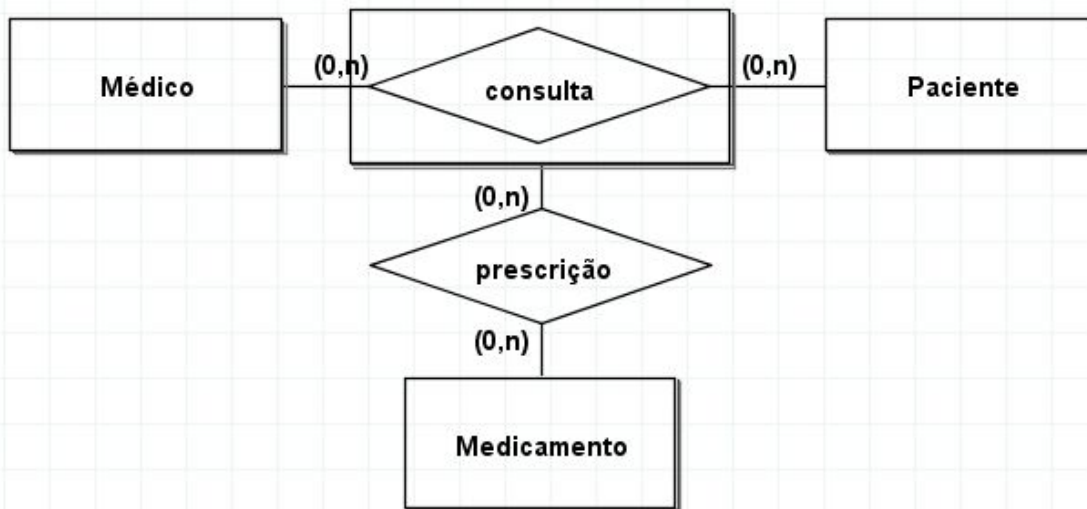 Médico
(0,n)
consulta
(0,n)
Paciente
(0,n)
prescrição
(0,n)
Medicamento